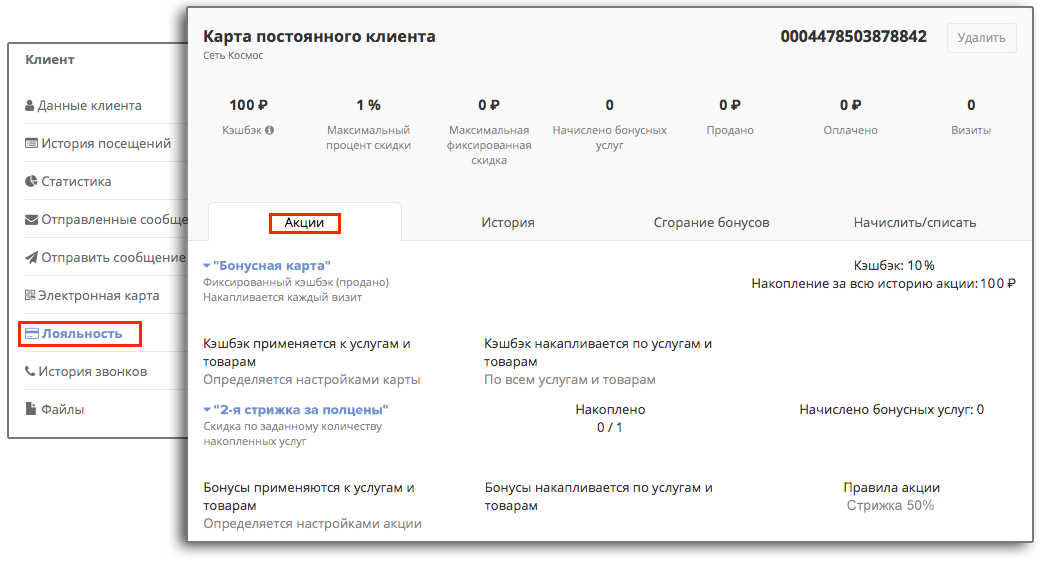 Клиент
Данные клиента
История посещений
Статистика
Отправленные сообще
Отправить сообщение
Электронная карта
Лояльность
История звонков
Файлы
Карта постоянного клиента
0004478503878842
Удалить
Сеть Космос
100 ₽
1 %
0 ₽
0
0 ₽
0 ₽
0
Кэшбэк
Максимальный
процент скидки
Максимальная
фиксированная
скидка
Начислено бонусных
услуг
Продано
Оплачено
Визиты
Акции
История
Сгорание бонусов
Начислить/списать
"Бонусная карта"
Фиксированный кэшбэк (продано)
Накапливается каждый визит
Кэшбэк: 10 %
Накопление за всю историю акции: 100 ₽
Кэшбэк применяется к услугам и
товарам
Определяется настройками карты
Кэшбэк накапливается по услугам и
товарам
По всем услугам и товарам
"2-я стрижка за полцены"
Скидка по заданному количеству
накопленных услуг
Накоплено
0 / 1
Начислено бонусных услуг: 0
Бонусы применяются к услугам и
товарам
Определяется настройками акции
Бонусы накапливается по услугам и
товарам
Правила акции
Стрижка 50%